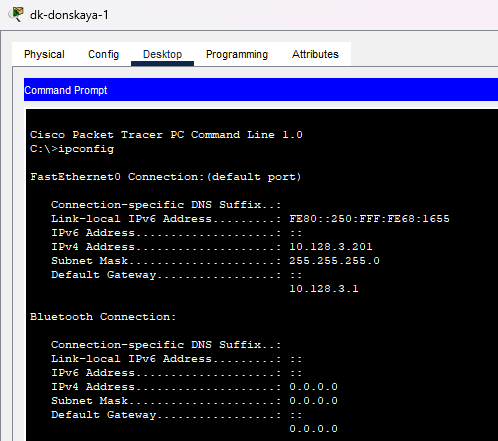 dk-donskaya-1
Physical Config Desktop Programming Attributes
Command Prompt
Cisco Packet Tracer PC Command Line 1.0
C:\>ipconfig
FastEthernet0 Connection:(default port)
Connection-specific DNS Suffix..:
Link-local IPv6 Address.........: FE80::250:FFF:FE68:1655
IPv6 Address....................: ::
IPv4 Address....................: 10.128.3.201
Subnet Mask.....................: 255.255.255.0
Default Gateway.................: ::
10.128.3.1
Bluetooth Connection:
Connection-specific DNS Suffix..:
Link-local IPv6 Address.........: ::
IPv6 Address....................: ::
IPv4 Address....................: 0.0.0.0
Subnet Mask.....................: 0.0.0.0
Default Gateway.................: ::
0.0.0.0